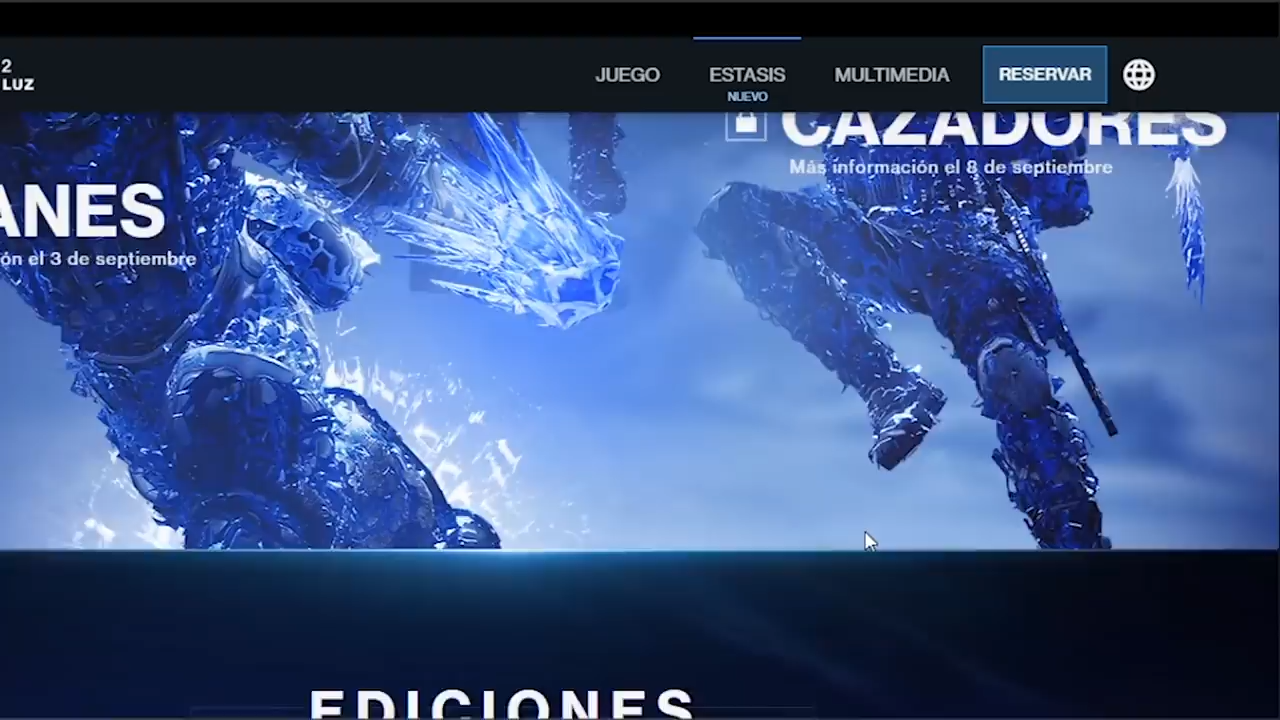 2
LUZ
JUEGO
ESTASIS
NUEVO
MULTIMEDIA
RESERVAR
CAZADORES
Más información el 8 de septiembre
ANES
ón el 3 de septiembre
EDICIONES